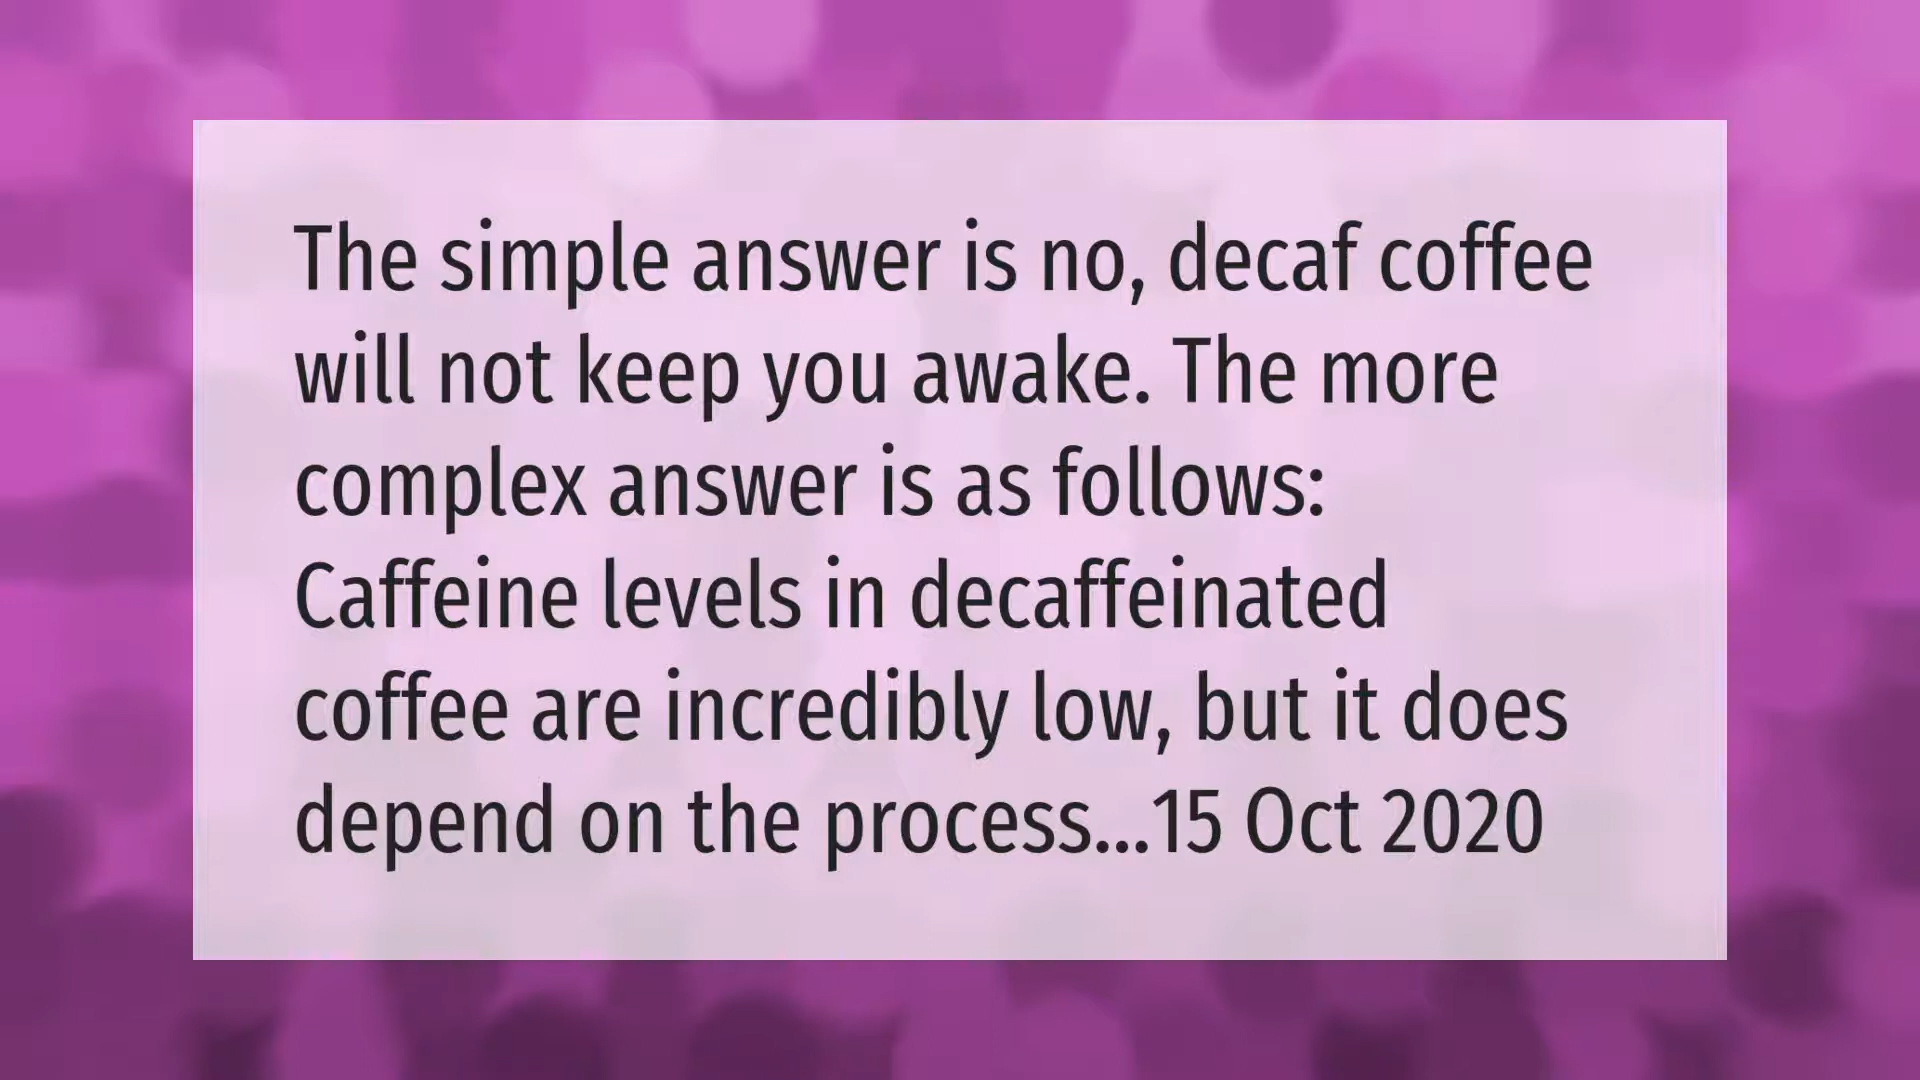 The simple answer is no, decaf coffee
will not keep you awake. The more
complex answer is as follows:
Caffeine levels in decaffeinated
coffee are incredibly low, but it does
depend on the process...15 Oct 2020